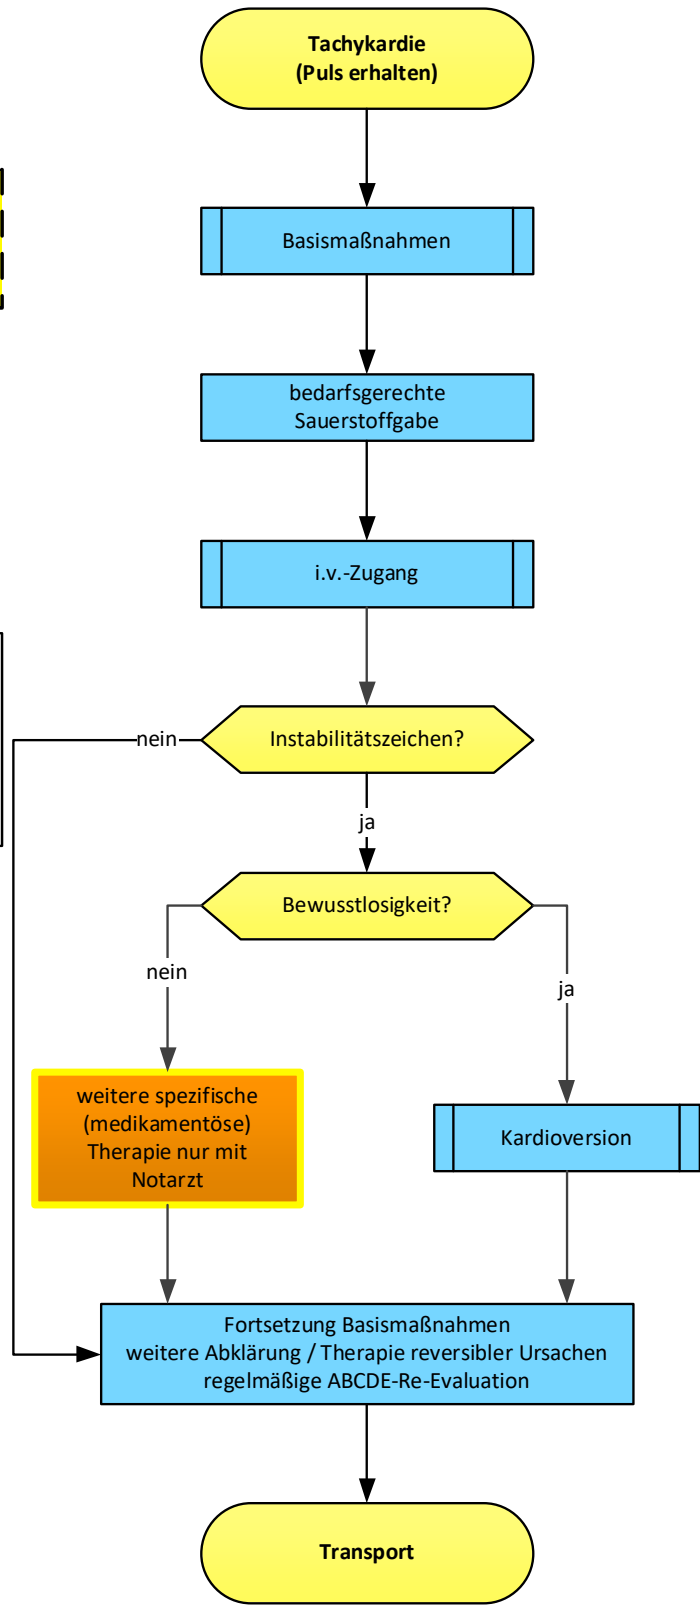 Tachykardie
(Puls erhalten)
Basismaßnahmen
bedarfsgerechte
Sauerstoffgabe
i.v.-Zugang
Instabilitätszeichen?
nein
ja
Bewusstlosigkeit?
nein
ja
weitere spezifische
(medikamentöse)
Therapie nur mit
Notarzt
Kardioversion
Fortsetzung Basismaßnahmen
weitere Abklärung / Therapie reversibler Ursachen
regelmäßige ABCDE-Re-Evaluation
Transport